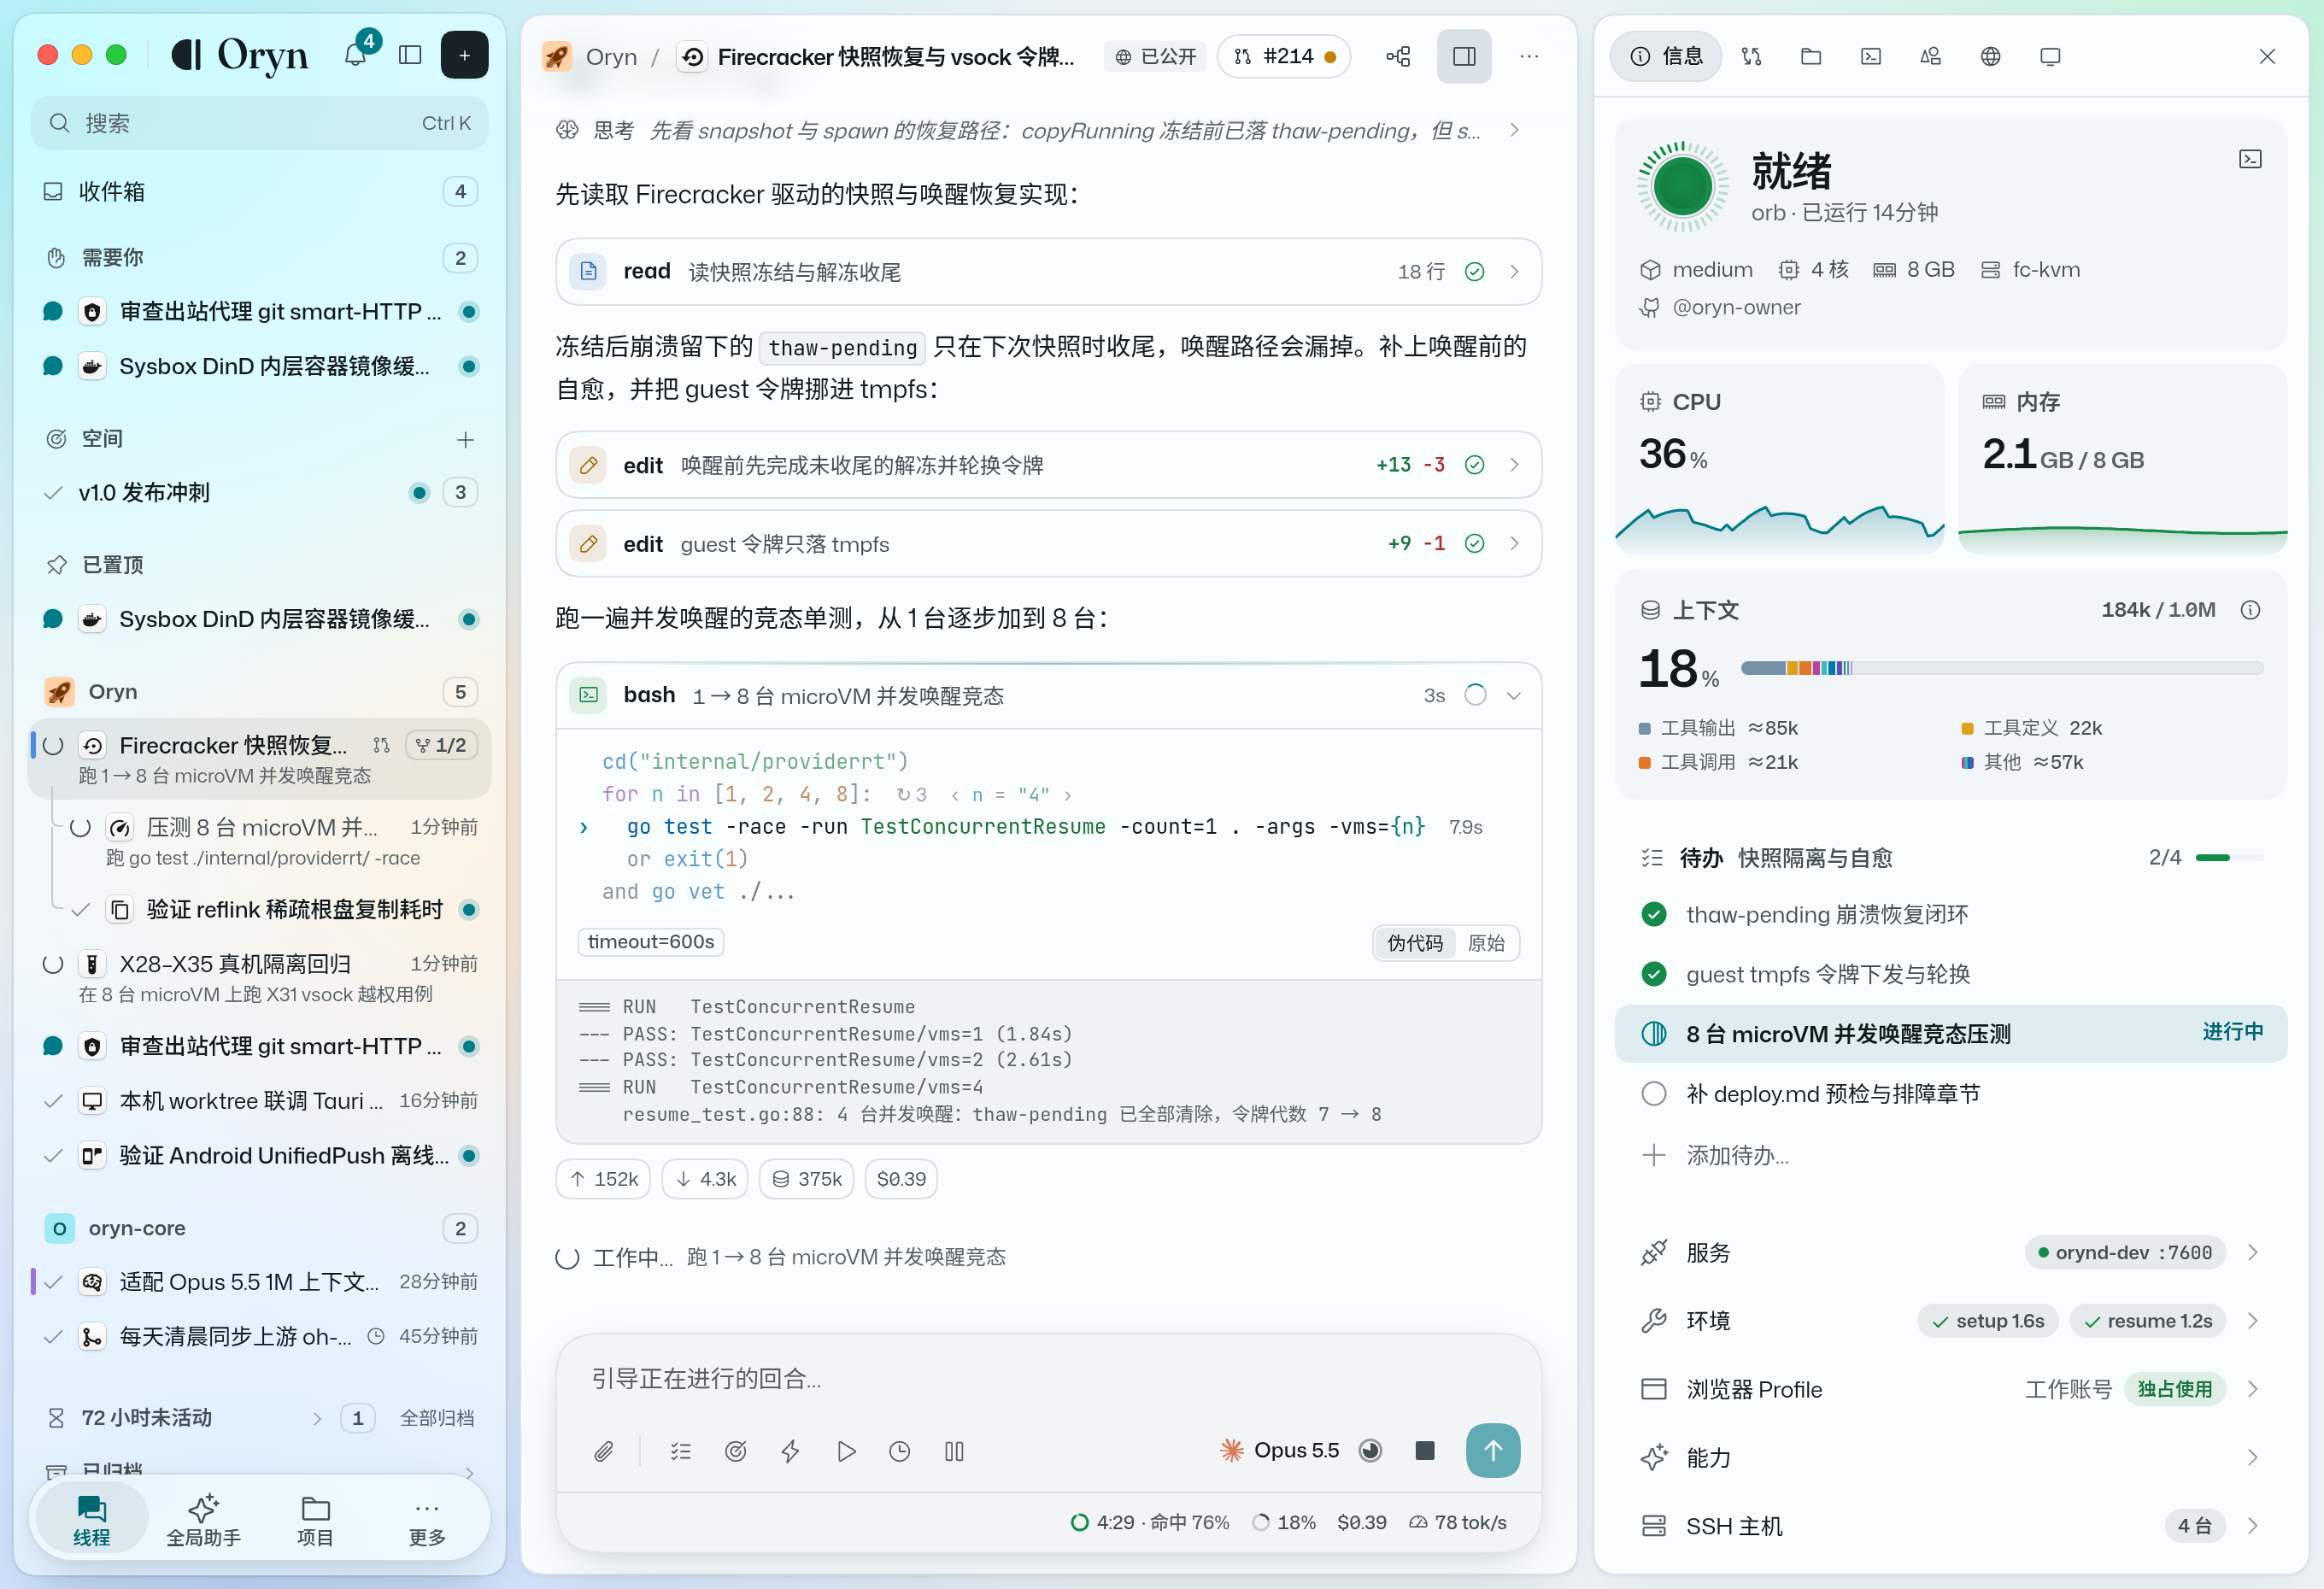 Oryn
4
+
搜索
Ctrl K
收件箱
4
需要你
2
审查出站代理 git smart-HTTP ...
Sysbox DinD 内层容器镜像缓...
空间
v1.0 发布冲刺
3
已置顶
Sysbox DinD 内层容器镜像缓...
Oryn
5
Firecracker 快照恢复...
1/2
跑 1 → 8 台 microVM 并发唤醒竞态
压测 8 台 microVM 并...
1分钟前
跑 go test ./internal/providerrt/ -race
验证 reflink 稀疏根盘复制耗时
X28–X35 真机隔离回归
1分钟前
在 8 台 microVM 上跑 X31 vsock 越权用例
审查出站代理 git smart-HTTP ...
本机 worktree 联调 Tauri ...
16分钟前
验证 Android UnifiedPush 离线...
O
oryn-core
2
适配 Opus 5.5 1M 上下文...
28分钟前
每天清晨同步上游 oh-...
45分钟前
72 小时未活动
1
全部归档
已归档
线程
全局助手
项目
更多
Oryn / Firecracker 快照恢复与 vsock 令牌...
已公开
#214
思考
先看 snapshot 与 spawn 的恢复路径：copyRunning 冻结前已落 thaw-pending，但 s...
先读取 Firecracker 驱动的快照与唤醒恢复实现：
read 读快照冻结与解冻收尾
18 行
冻结后崩溃留下的 thaw-pending 只在下次快照时收尾，唤醒路径会漏掉。补上唤醒前的
自愈，并把 guest 令牌挪进 tmpfs：
edit 唤醒前先完成未收尾的解冻并轮换令牌
+13 -3
edit guest 令牌只落 tmpfs
+9 -1
跑一遍并发唤醒的竞态单测，从 1 台逐步加到 8 台：
bash 1 → 8 台 microVM 并发唤醒竞态
3s
cd("internal/providerrt")
for n in [1, 2, 4, 8]: ↻ 3 ‹ n = "4" ›
› go test -race -run TestConcurrentResume -count=1 . -args -vms={n} 7.9s
or exit(1)
and go vet ./...
timeout=600s
伪代码
原始
=== RUN TestConcurrentResume
--- PASS: TestConcurrentResume/vms=1 (1.84s)
--- PASS: TestConcurrentResume/vms=2 (2.61s)
=== RUN TestConcurrentResume/vms=4
resume_test.go:88: 4 台并发唤醒：thaw-pending 已全部清除，令牌代数 7 → 8
↑ 152k
↓ 4.3k
375k
$0.39
工作中... 跑 1 → 8 台 microVM 并发唤醒竞态
引导正在进行的回合...
Opus 5.5
4:29 · 命中 76%
18%
$0.39
78 tok/s
信息
就绪
orb · 已运行 14分钟
medium
4 核
8 GB
fc-kvm
@oryn-owner
CPU
36%
内存
2.1 GB / 8 GB
上下文
184k / 1.0M
18%
工具输出 ≈85k
工具定义 22k
工具调用 ≈21k
其他 ≈57k
待办 快照隔离与自愈
2/4
thaw-pending 崩溃恢复闭环
guest tmpfs 令牌下发与轮换
8 台 microVM 并发唤醒竞态压测
进行中
补 deploy.md 预检与排障章节
添加待办...
服务
orynd-dev :7600
环境
setup 1.6s
resume 1.2s
浏览器 Profile
工作账号
独占使用
能力
SSH 主机
4 台